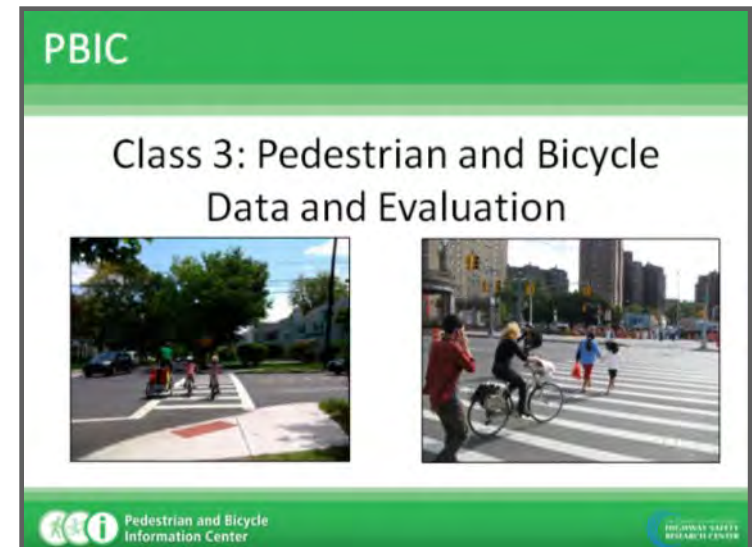 PBIC
Class 3: Pedestrian and Bicycle
Data and Evaluation
Pedestrian and Bicycle
Information Center
HIGHWAY SAFETY
RESEARCH CENTER